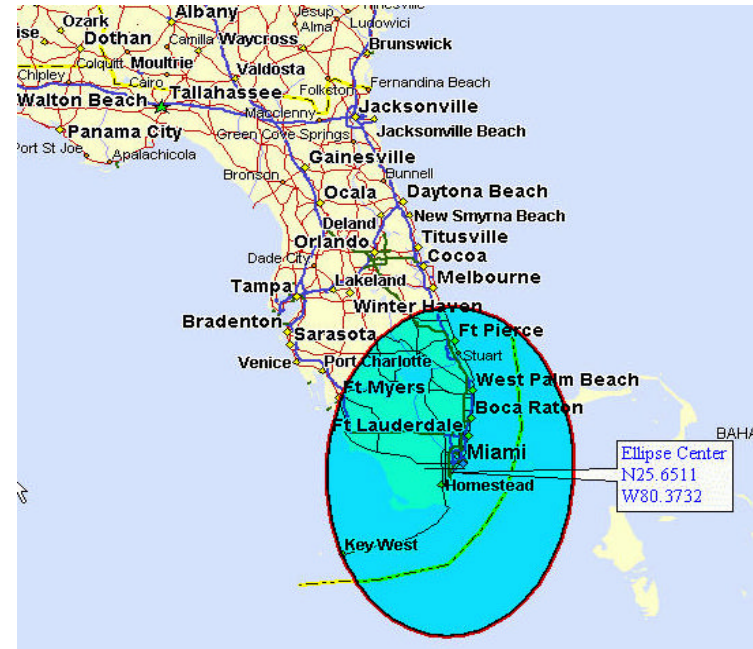 Ozark
Albany
Jesup
Alma
Ludowici
Dothan
Camilla
Waycross
Brunswick
Colquitt
Moultrie
Valdosta
Chipley
Cairo
Folkston
Fernandina Beach
Walton Beach
Tallahassee
Macclenny
Jacksonville
Panama City
Green Cove Springs
Jacksonville Beach
Port St Joe
Apalachicola
Gainesville
Bronson
Bunnell
Ocala
Daytona Beach
Deland
New Smyrna Beach
Orlando
Titusville
Dade City
Cocoa
Tampa
Lakeland
Melbourne
Winter Haven
Bradenton
Sarasota
Ft Pierce
Stuart
Venice
Port Charlotte
Ft Myers
West Palm Beach
Boca Raton
Ft Lauderdale
BAHA
Miami
Ellipse Center
N25.6511
W80.3732
Homestead
Key West